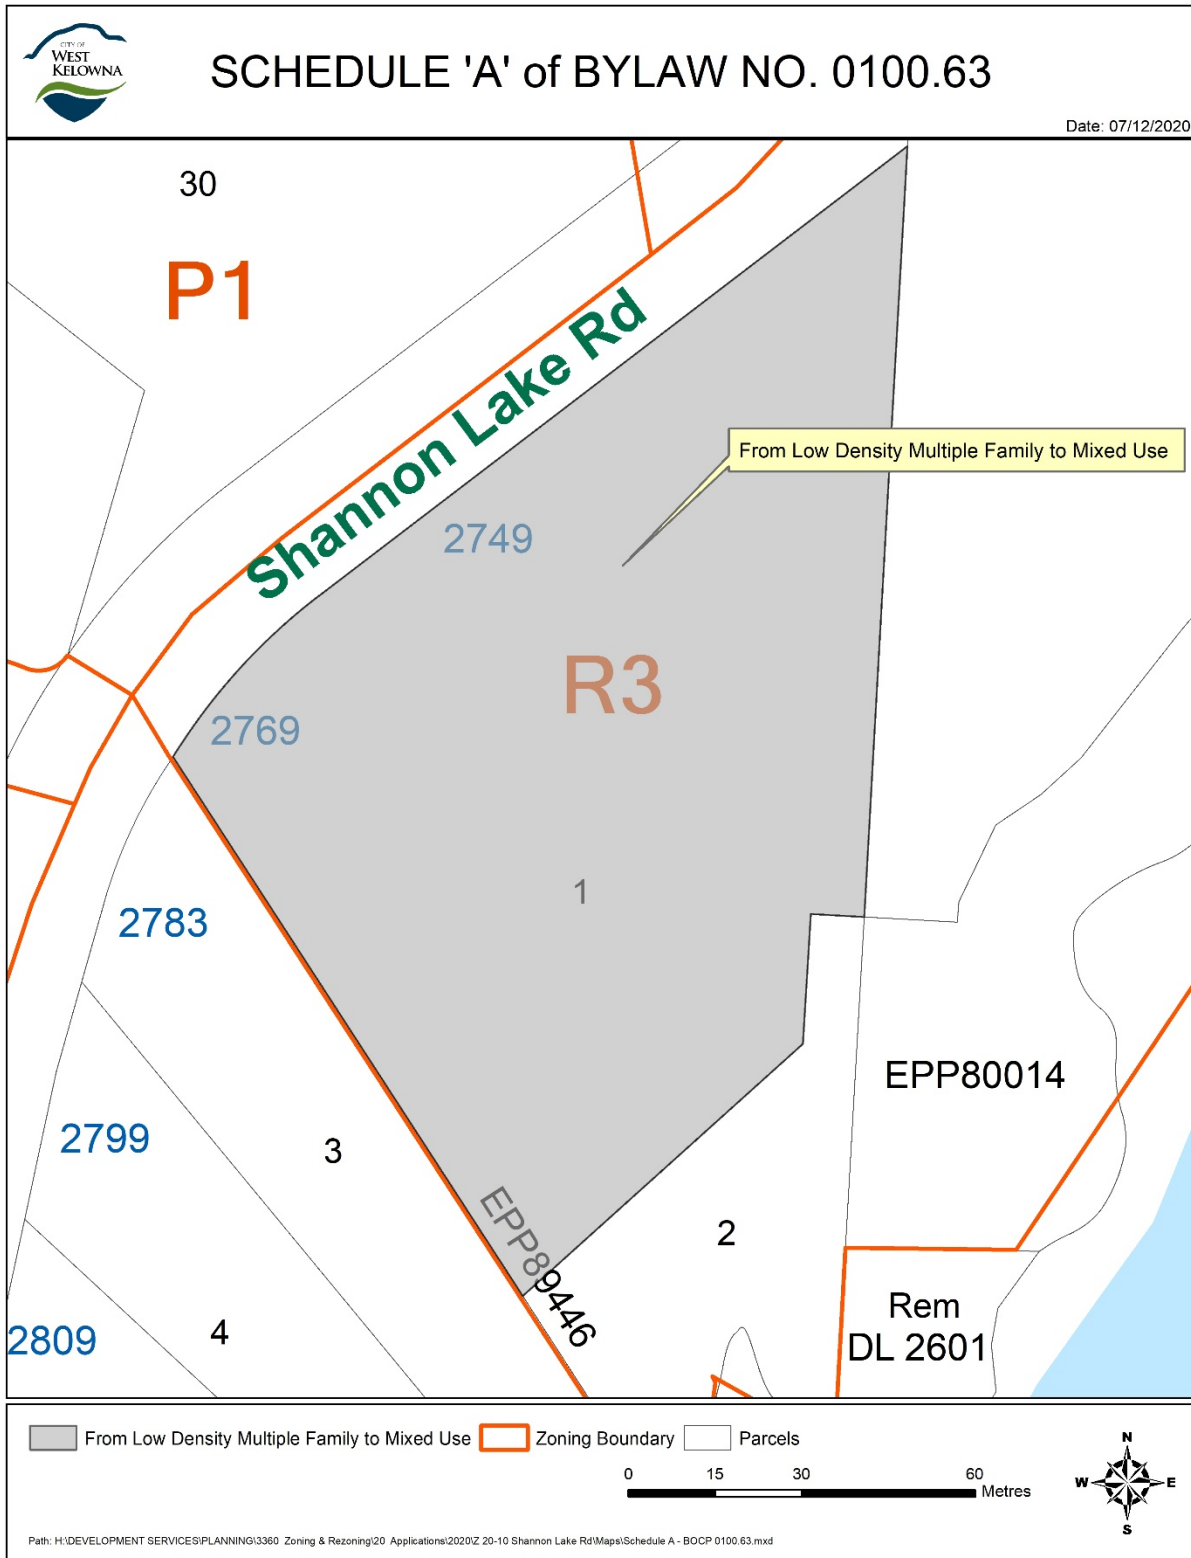 CITY OF
WEST
KELOWNA
SCHEDULE 'A' of BYLAW NO. 0100.63
Date: 07/12/2020
30
P1
Shannon Lake Rd
From Low Density Multiple Family to Mixed Use
2749
R3
2769
1
2783
EPP80014
2799
3
EPP89446
2
Rem
DL 2601
2809
4
From Low Density Multiple Family to Mixed Use
Zoning Boundary
Parcels
0 15 30 60
Metres
N
W E
S
Path: H:\DEVELOPMENT SERVICES\PLANNING\3360 Zoning & Rezoning\20 Applications\2020\Z 20-10 Shannon Lake Rd\Maps\Schedule A - BOCP 0100.63.mxd